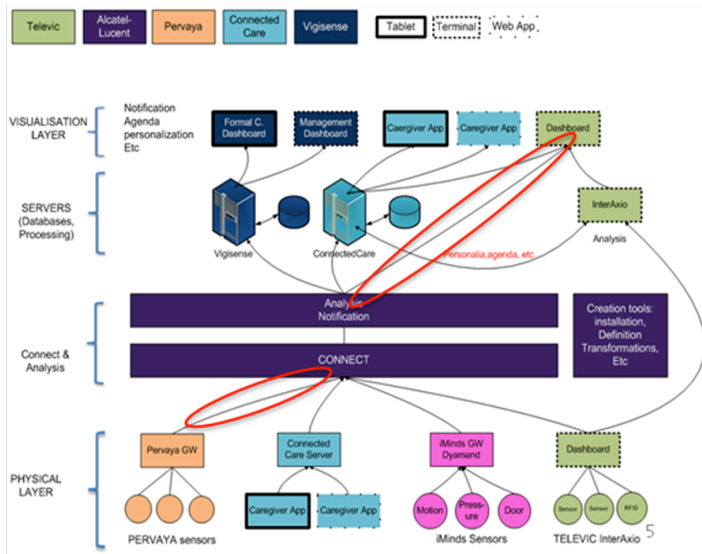 Televic
Alcatel-
Lucent
Pervaya
Connected
Care
Vigisense
Tablet
Terminal
Web App
VISUALISATION
LAYER
Notification
Agenda
personalization
Etc
Formal C.
Dashboard
Management
Dashboard
Caergiver App
Caregiver App
Dashboard
SERVERS
(Databases,
Processing)
Vigisense
ConnectedCare
InterAxio
Analysis
Personalia,agenda, etc
Connect &
Analysis
Analysis
Notification
CONNECT
Creation tools:
installation,
Definition
Transformations,
Etc
PHYSICAL
LAYER
Pervaya GW
Connected
Care Server
iMinds GW
Dyamand
Dashboard
Caregiver App
Caregiver App
Motion
Press-
ure
Door
Sensor
Sensor
RFID
PERVAYA sensors
iMinds Sensors
TELEVIC InterAxio
5